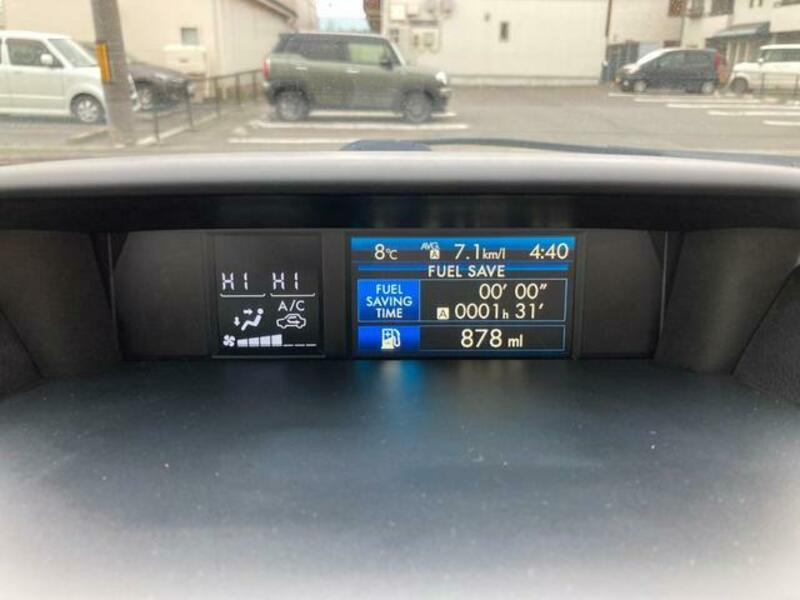 HI HI
A/C
8°C AVG. A 7.1km/l 4:40
FUEL SAVE
FUEL SAVING TIME
00' 00"
A 0001h 31'
878 ml